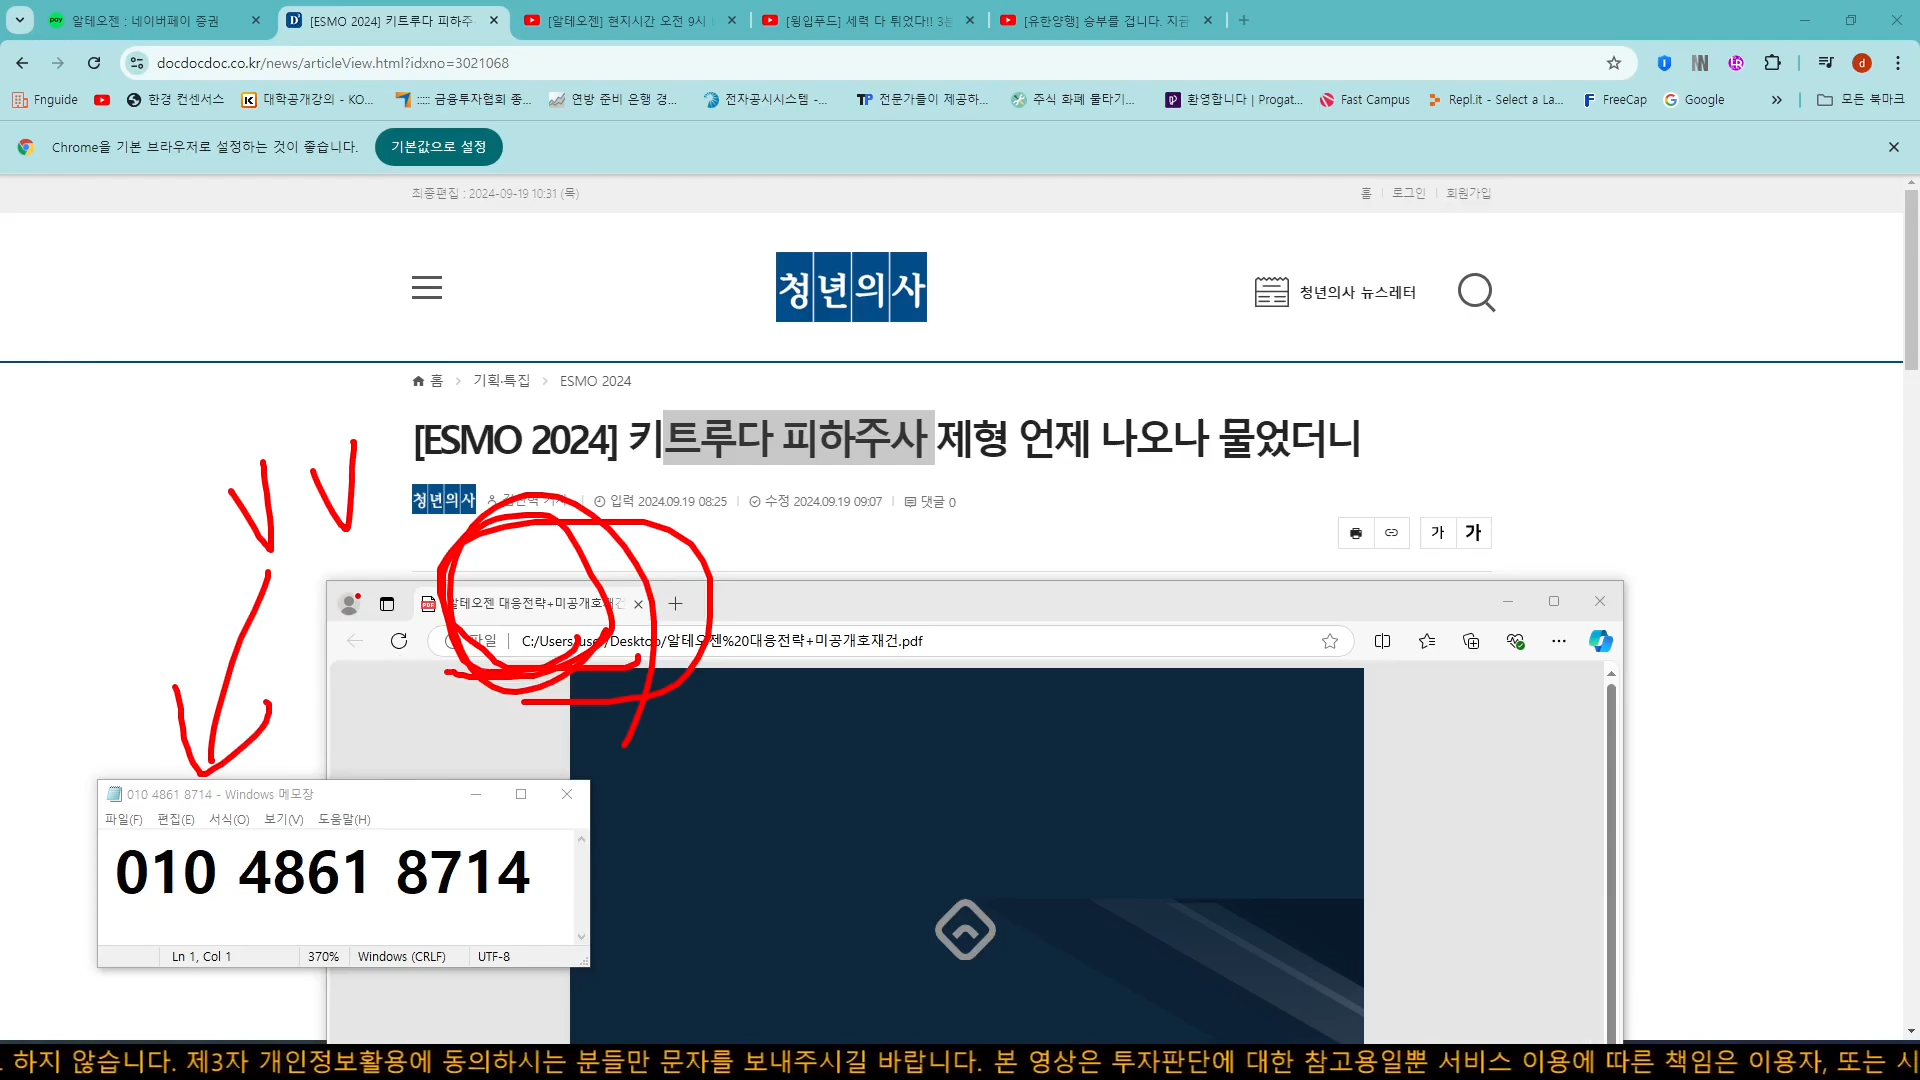 알테오젠 : 네이버페이 증권
[ESMO 2024] 키트루다 피하주
[알테오젠] 현지시간 오전 9시
[윙입푸드] 세력 다 튀었다!! 3분
[유한양행] 승부를 겁니다. 지금
docdocdoc.co.kr/news/articleView.html?idxno=3021068
Fnguide
한경 컨센서스
대학공개강의 - KO...
::::: 금융투자협회 종...
연방 준비 은행 경...
전자공시시스템 -...
전문가들이 제공하...
주식 화폐 물타기...
환영합니다 | Progat...
Fast Campus
Repl.it - Select a La...
FreeCap
Google
모든 북마크
Chrome을 기본 브라우저로 설정하는 것이 좋습니다.
기본값으로 설정
최종편집 : 2024-09-19 10:31 (목)
홈
로그인
회원가입
청년의사
청년의사 뉴스레터
홈 > 기획·특집 > ESMO 2024
[ESMO 2024] 키트루다 피하주사 제형 언제 나오나 물었더니
청년의사
입력 2024.09.19 08:25
수정 2024.09.19 09:07
댓글 0
가
가
알테오젠 대응전략+미공개호재건
파일
C:/Users/user/Desktop/알테오젠%20대응전략+미공개호재건.pdf
010 4861 8714 - Windows 메모장
파일(F) 편집(E) 서식(O) 보기(V) 도움말(H)
010 4861 8714
Ln 1, Col 1
370%
Windows (CRLF)
UTF-8
하지 않습니다. 제3자 개인정보활용에 동의하시는 분들만 문자를 보내주시길 바랍니다. 본 영상은 투자판단에 대한 참고용일뿐 서비스 이용에 따른 책임은 이용자, 또는 시